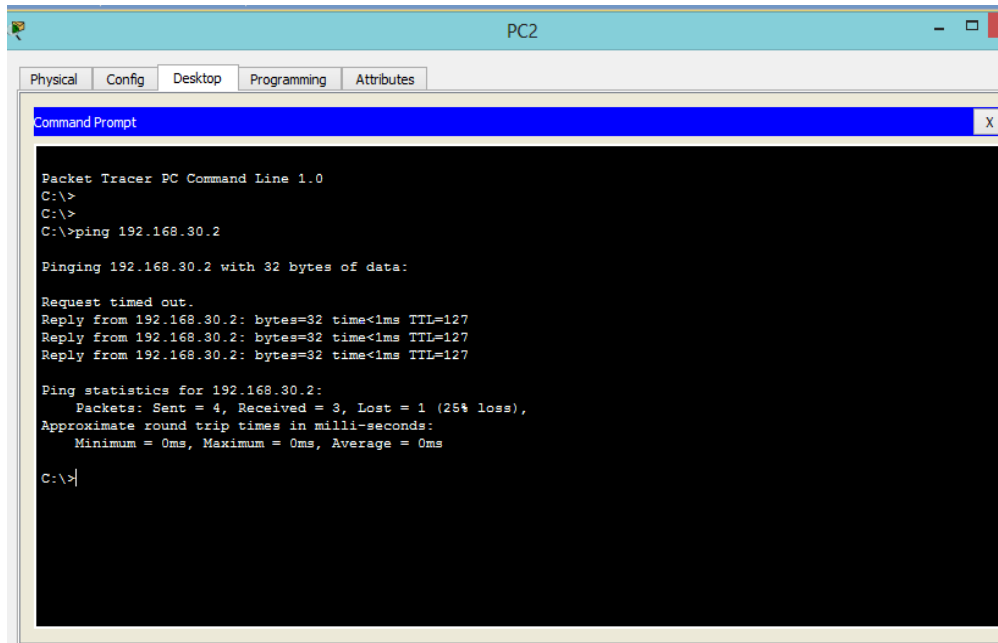 PC2
Physical Config Desktop Programming Attributes
Command Prompt
X
Packet Tracer PC Command Line 1.0
C:\>
C:\>
C:\>ping 192.168.30.2
Pinging 192.168.30.2 with 32 bytes of data:
Request timed out.
Reply from 192.168.30.2: bytes=32 time<1ms TTL=127
Reply from 192.168.30.2: bytes=32 time<1ms TTL=127
Reply from 192.168.30.2: bytes=32 time<1ms TTL=127
Ping statistics for 192.168.30.2:
Packets: Sent = 4, Received = 3, Lost = 1 (25% loss),
Approximate round trip times in milli-seconds:
Minimum = 0ms, Maximum = 0ms, Average = 0ms
C:\>